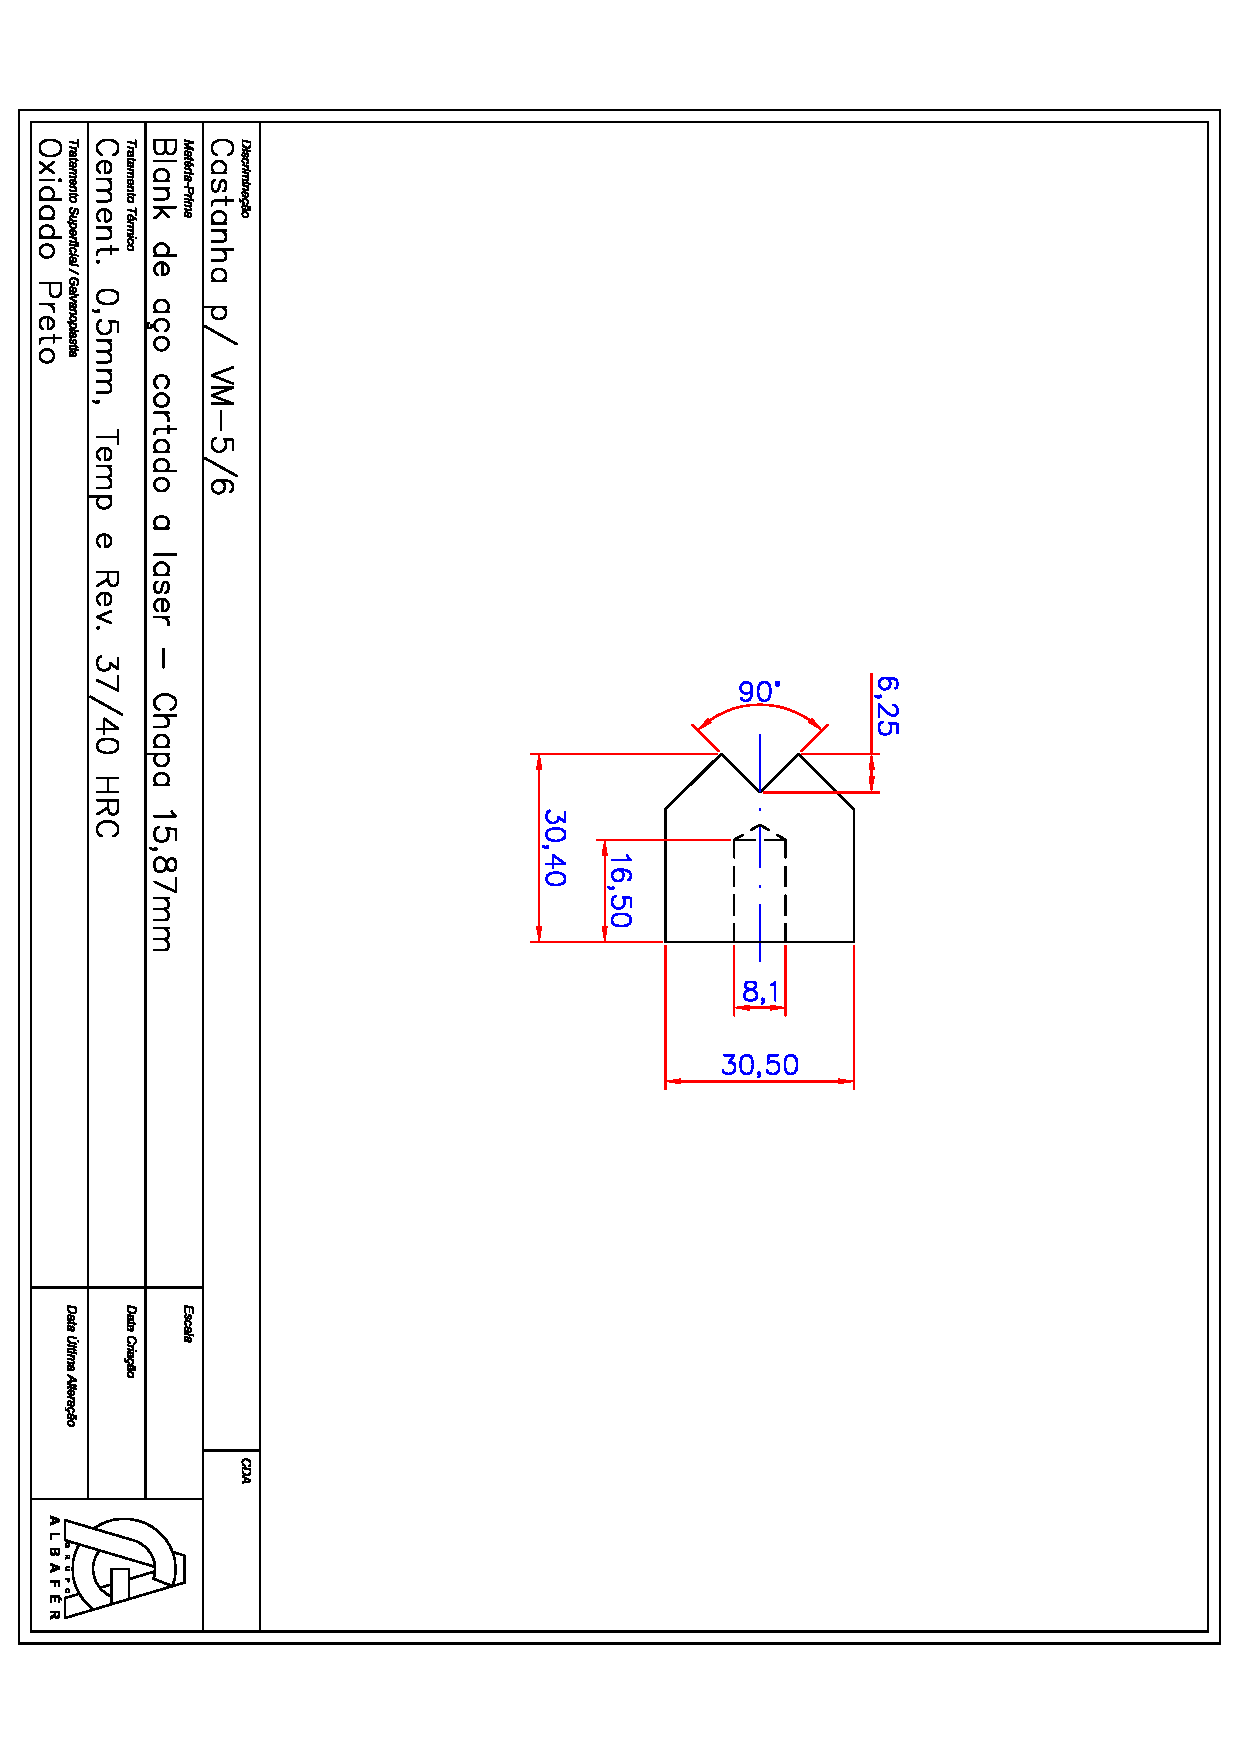 6,25
90°
30,40
16,50
8,1
30,50
Discriminação
Castanha p/ VM-5/6
CDA
Matéria-Prima
Blank de aço cortado a laser - Chapa 15,87mm
Escala
Tratamento Térmico
Cement. 0,5mm, Temp e Rev. 37/40 HRC
Data Criação
Tratamento Superficial / Galvanoplastia
Oxidado Preto
Data Última Alteração
GRUPO
ALBAFÉR